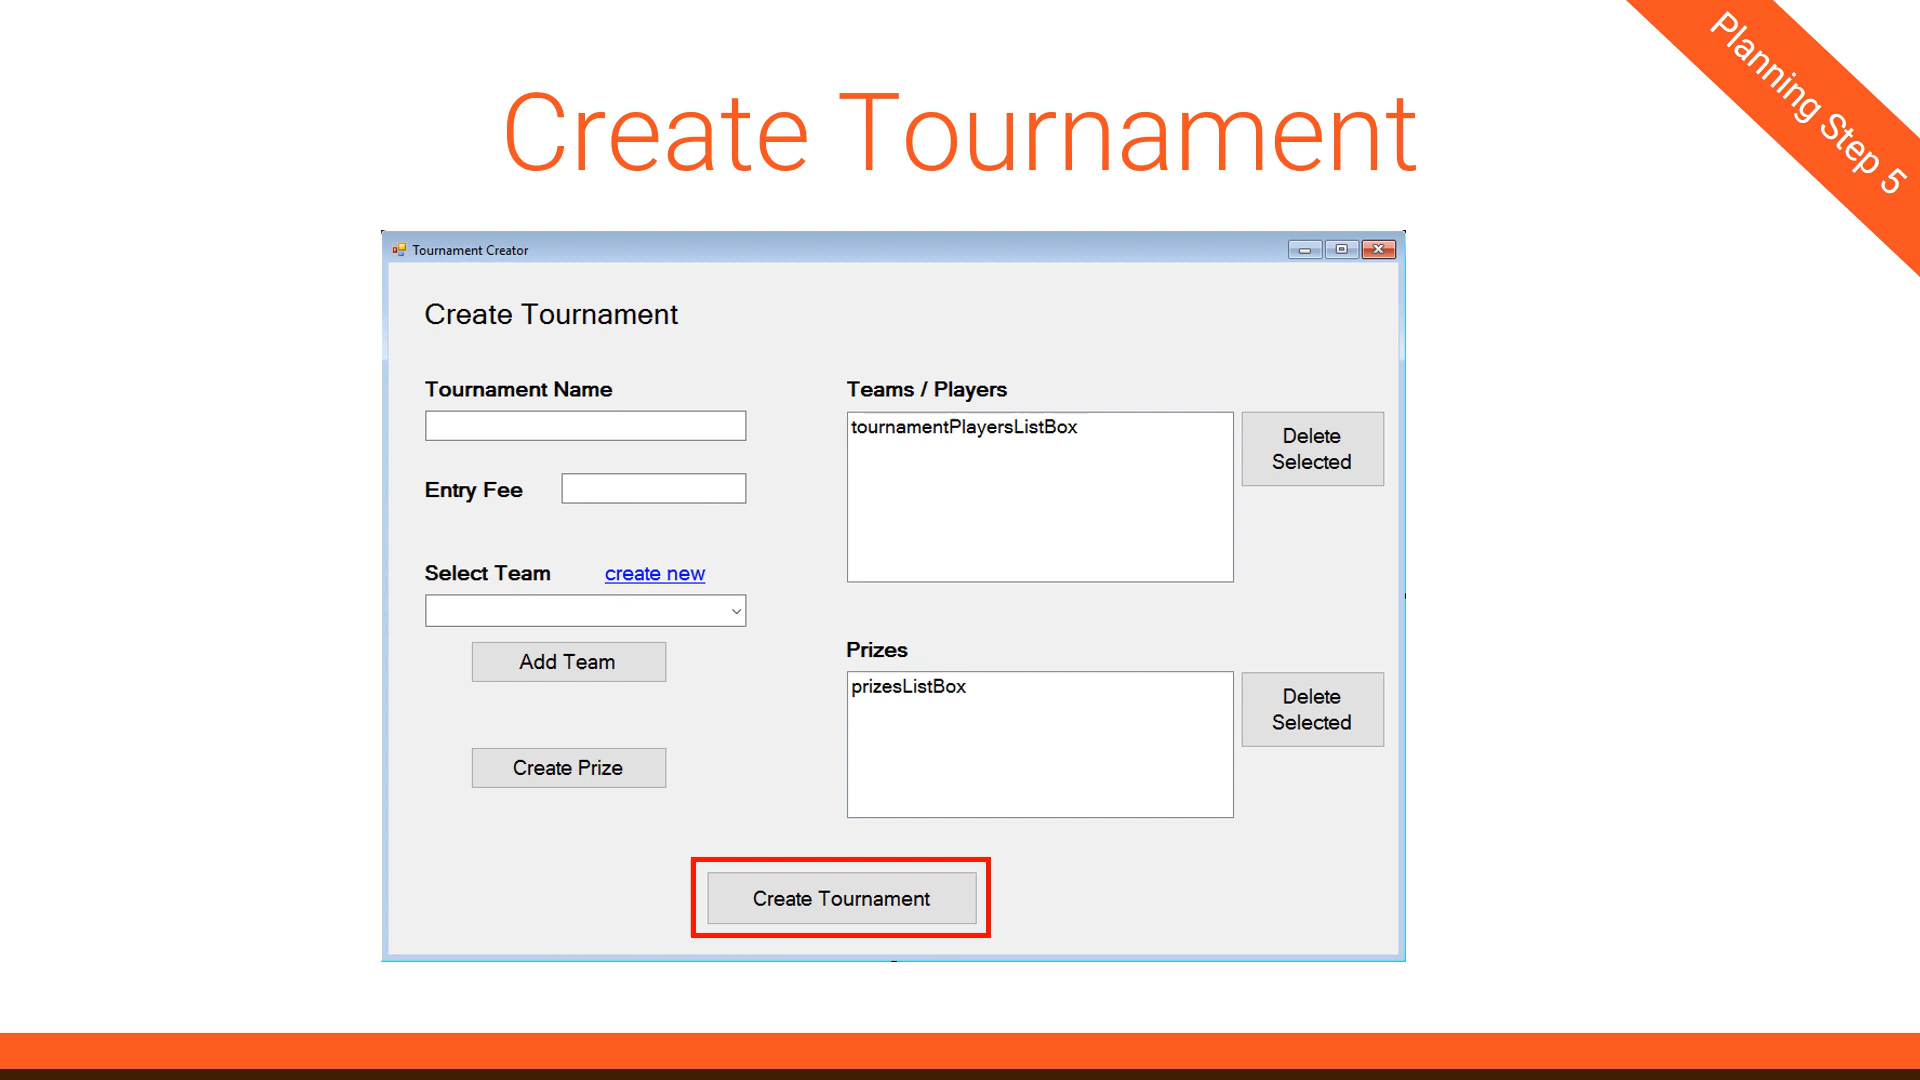 Planning Step 5
Create Tournament
Tournament Creator
Create Tournament
Tournament Name
Entry Fee
Select Team create new
Add Team
Create Prize
Teams / Players
tournamentPlayersListBox
Delete
Selected
Prizes
prizesListBox
Delete
Selected
Create Tournament